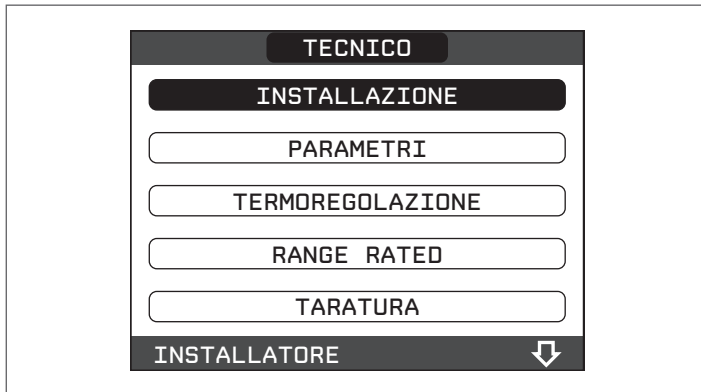 TECNICO
INSTALLAZIONE
PARAMETRI
TERMOREGOLAZIONE
RANGE RATED
TARATURA
INSTALLATORE